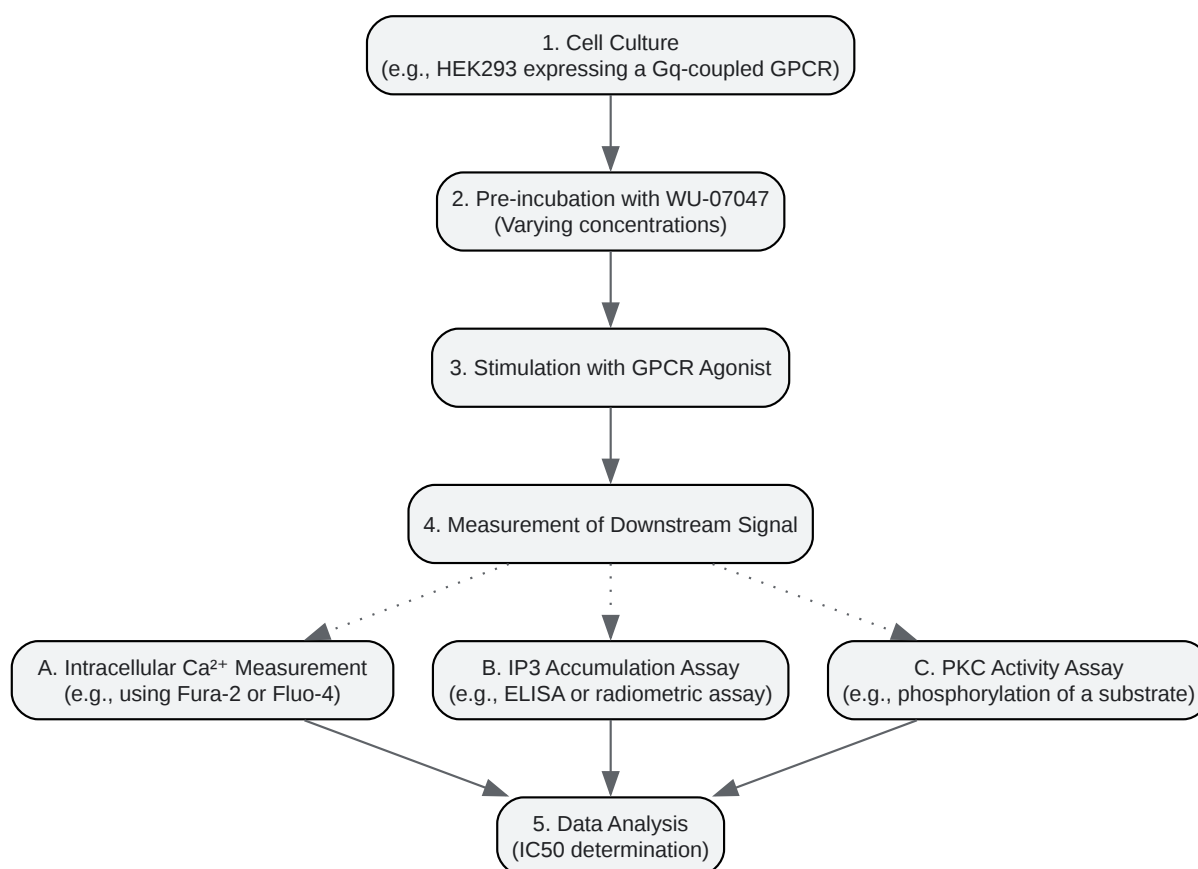 1. Cell Culture
(e.g., HEK293 expressing a Gq-coupled GPCR)
2. Pre-incubation with WU-07047
(Varying concentrations)
3. Stimulation with GPCR Agonist
4. Measurement of Downstream Signal
A. Intracellular Ca²⁺ Measurement
(e.g., using Fura-2 or Fluo-4)
B. IP3 Accumulation Assay
(e.g., ELISA or radiometric assay)
C. PKC Activity Assay
(e.g., phosphorylation of a substrate)
5. Data Analysis
(IC50 determination)